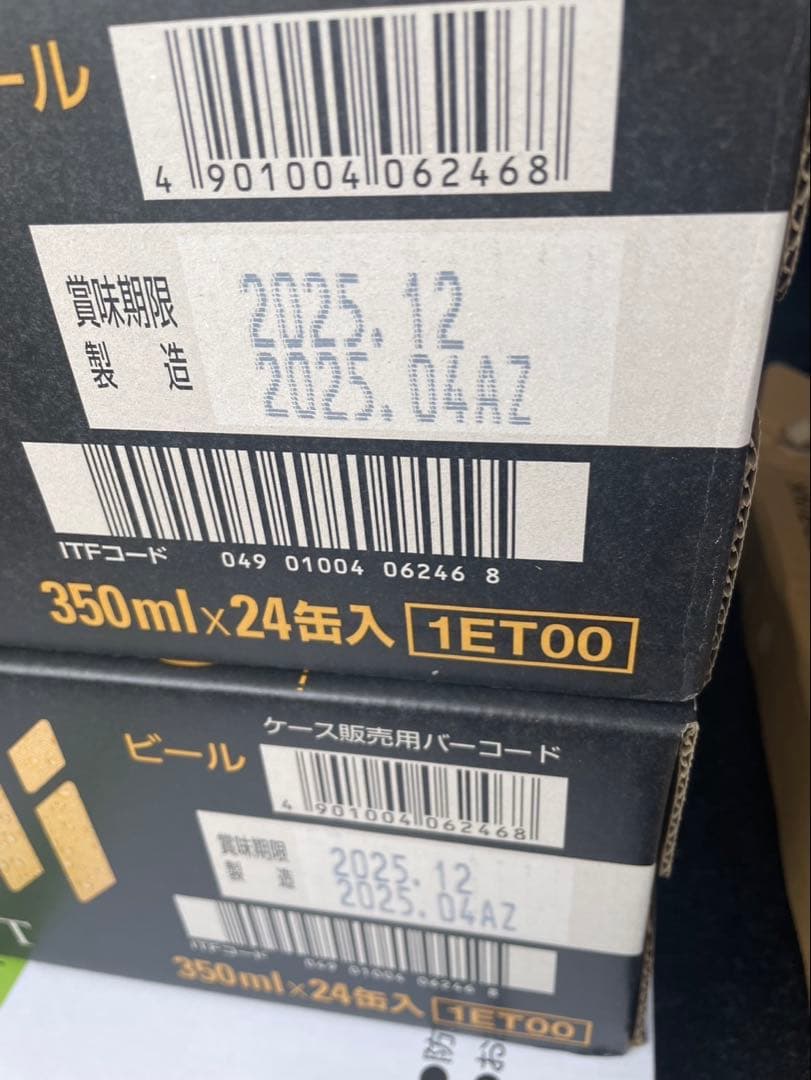 ール
4 901004 062468
賞味期限 2025.12
製造 2025.04AZ
ITFコード 049 01004 06246 8
350ml×24缶入 1ET00
ケース販売用バーコード
ビール
4 901004 062468
賞味期限 2025.12
製造 2025.04AZ
ITFコード 049 01004 06246 8
350ml×24缶入 1ET00
T
●防
●お